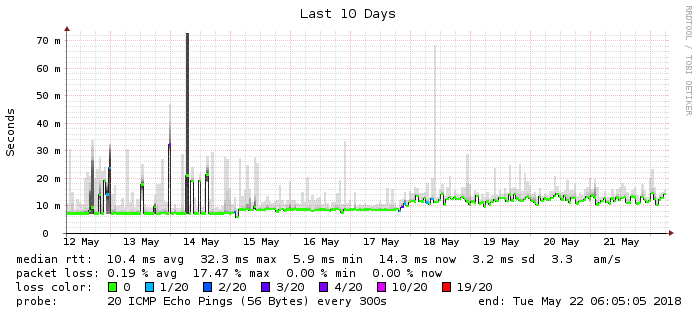 Last 10 Days
RRDTOOL / TOBI OETIKER
Seconds
70 m
60 m
50 m
40 m
30 m
20 m
10 m
0
12 May 13 May 14 May 15 May 16 May 17 May 18 May 19 May 20 May 21 May
median rtt: 10.4 ms avg 32.3 ms max 5.9 ms min 14.3 ms now 3.2 ms sd 3.3 am/s
packet loss: 0.19 % avg 17.47 % max 0.00 % min 0.00 % now
loss color: 0 1/20 2/20 3/20 4/20 10/20 19/20
probe: 20 ICMP Echo Pings (56 Bytes) every 300s end: Tue May 22 06:05:05 2018